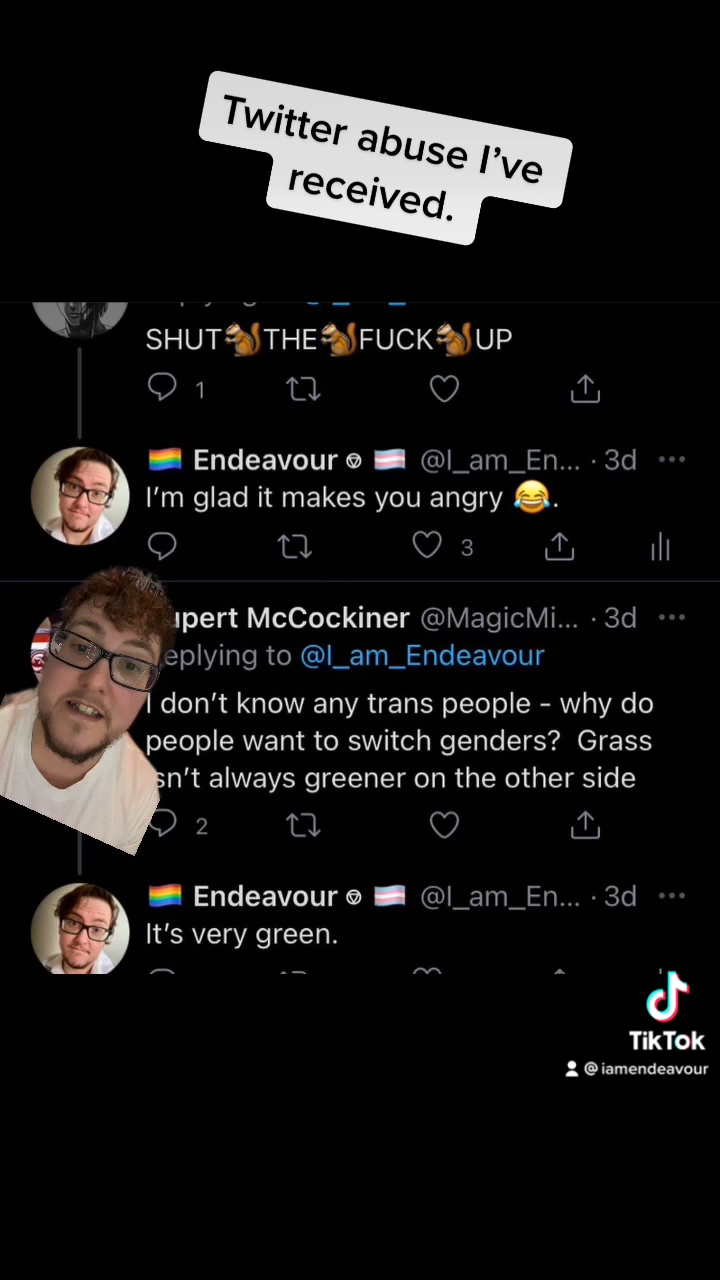 Twitter abuse I've
received.
SHUT🐿️THE🐿️FUCK🐿️UP
1
🏳️‍🌈 Endeavour 🏳️‍⚧️ @I_am_En... · 3d ...
I'm glad it makes you angry 😂.
3
upert McCockiner @MagicMi... · 3d ...
eplying to @I_am_Endeavour
I don't know any trans people - why do
people want to switch genders? Grass
sn't always greener on the other side
2
🏳️‍🌈 Endeavour 🏳️‍⚧️ @I_am_En... · 3d ...
It's very green.
TikTok
@iamendeavour